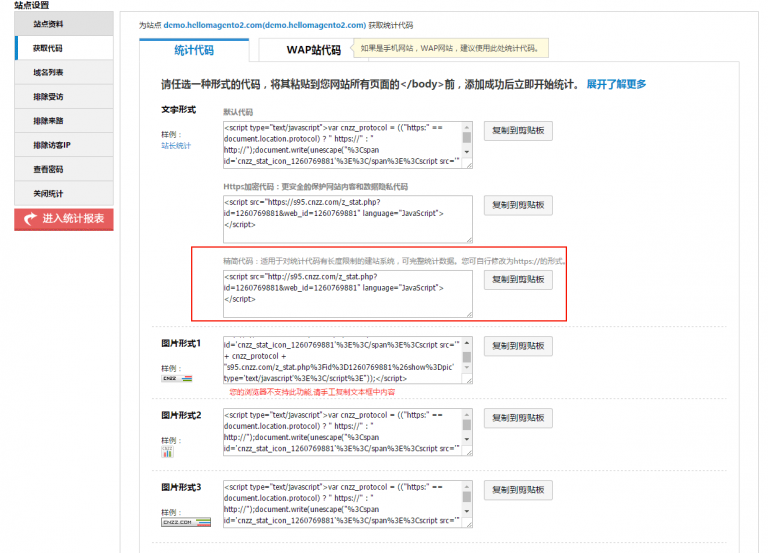 站点设置
站点资料
获取代码
域名列表
排除受访
排除来路
排除访客IP
查看密码
关闭统计
进入统计报表
为站点 demo.hellomagento2.com(demo.hellomagento2.com) 获取统计代码
统计代码
WAP站代码
如果是手机网站，WAP网站，建议使用此处统计代码。
请任选一种形式的代码，将其粘贴到您网站所有页面的</body>前，添加成功后立即开始统计。 展开了解更多
文字形式
样例：
站长统计
默认代码
<script type="text/javascript">var cnzz_protocol = (("https:" ==
document.location.protocol) ? " https://" : "
http://");document.write(unescape("%3Cspan
id='cnzz_stat_icon_1260769881'%3E%3C/span%3E%3Cscript src='"
复制到剪贴板
Https加密代码：更安全的保护网站内容和数据隐私代码
<script src="https://s95.cnzz.com/z_stat.php?
id=1260769881&web_id=1260769881" language="JavaScript">
</script>
复制到剪贴板
精简代码：适用于对统计代码有长度限制的建站系统，可完整统计数据。您可自行修改为https://的形式。
<script src="http://s95.cnzz.com/z_stat.php?
id=1260769881&web_id=1260769881" language="JavaScript">
</script>
复制到剪贴板
图片形式1
样例：
CNZZ
id='cnzz_stat_icon_1260769881'%3E%3C/span%3E%3Cscript src='"
+ cnzz_protocol +
"s95.cnzz.com/z_stat.php%3Fid%3D1260769881%26show%3Dpic'
type='text/javascript'%3E%3C/script%3E"));</script>
复制到剪贴板
您的浏览器不支持此功能,请手工复制文本框中内容
图片形式2
样例：
CNZZ
<script type="text/javascript">var cnzz_protocol = (("https:" ==
document.location.protocol) ? " https://" : "
http://");document.write(unescape("%3Cspan
id='cnzz_stat_icon_1260769881'%3E%3C/span%3E%3Cscript src='"
复制到剪贴板
图片形式3
样例：
CNZZ.COM
<script type="text/javascript">var cnzz_protocol = (("https:" ==
document.location.protocol) ? " https://" : "
http://");document.write(unescape("%3Cspan
id='cnzz_stat_icon_1260769881'%3E%3C/span%3E%3Cscript src='"
复制到剪贴板